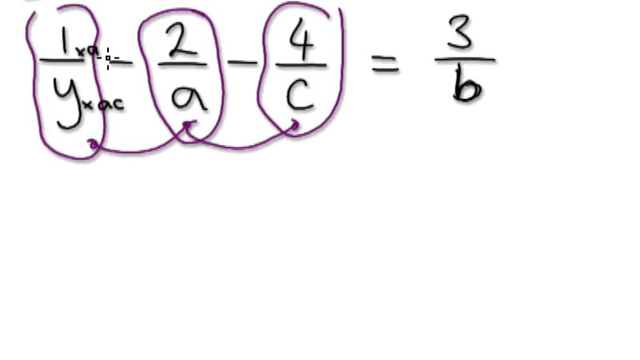 1×a/y×ac - 2/a - 4/c = 3/b